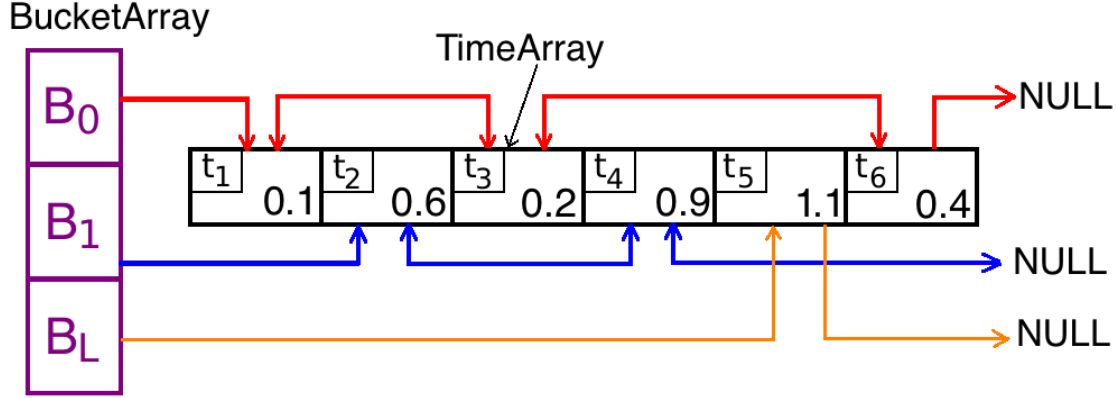 BucketArray
TimeArray
B0
NULL
t1 t2 t3 t4 t5 t6
0.1 0.6 0.2 0.9 1.1 0.4
B1
NULL
BL
NULL